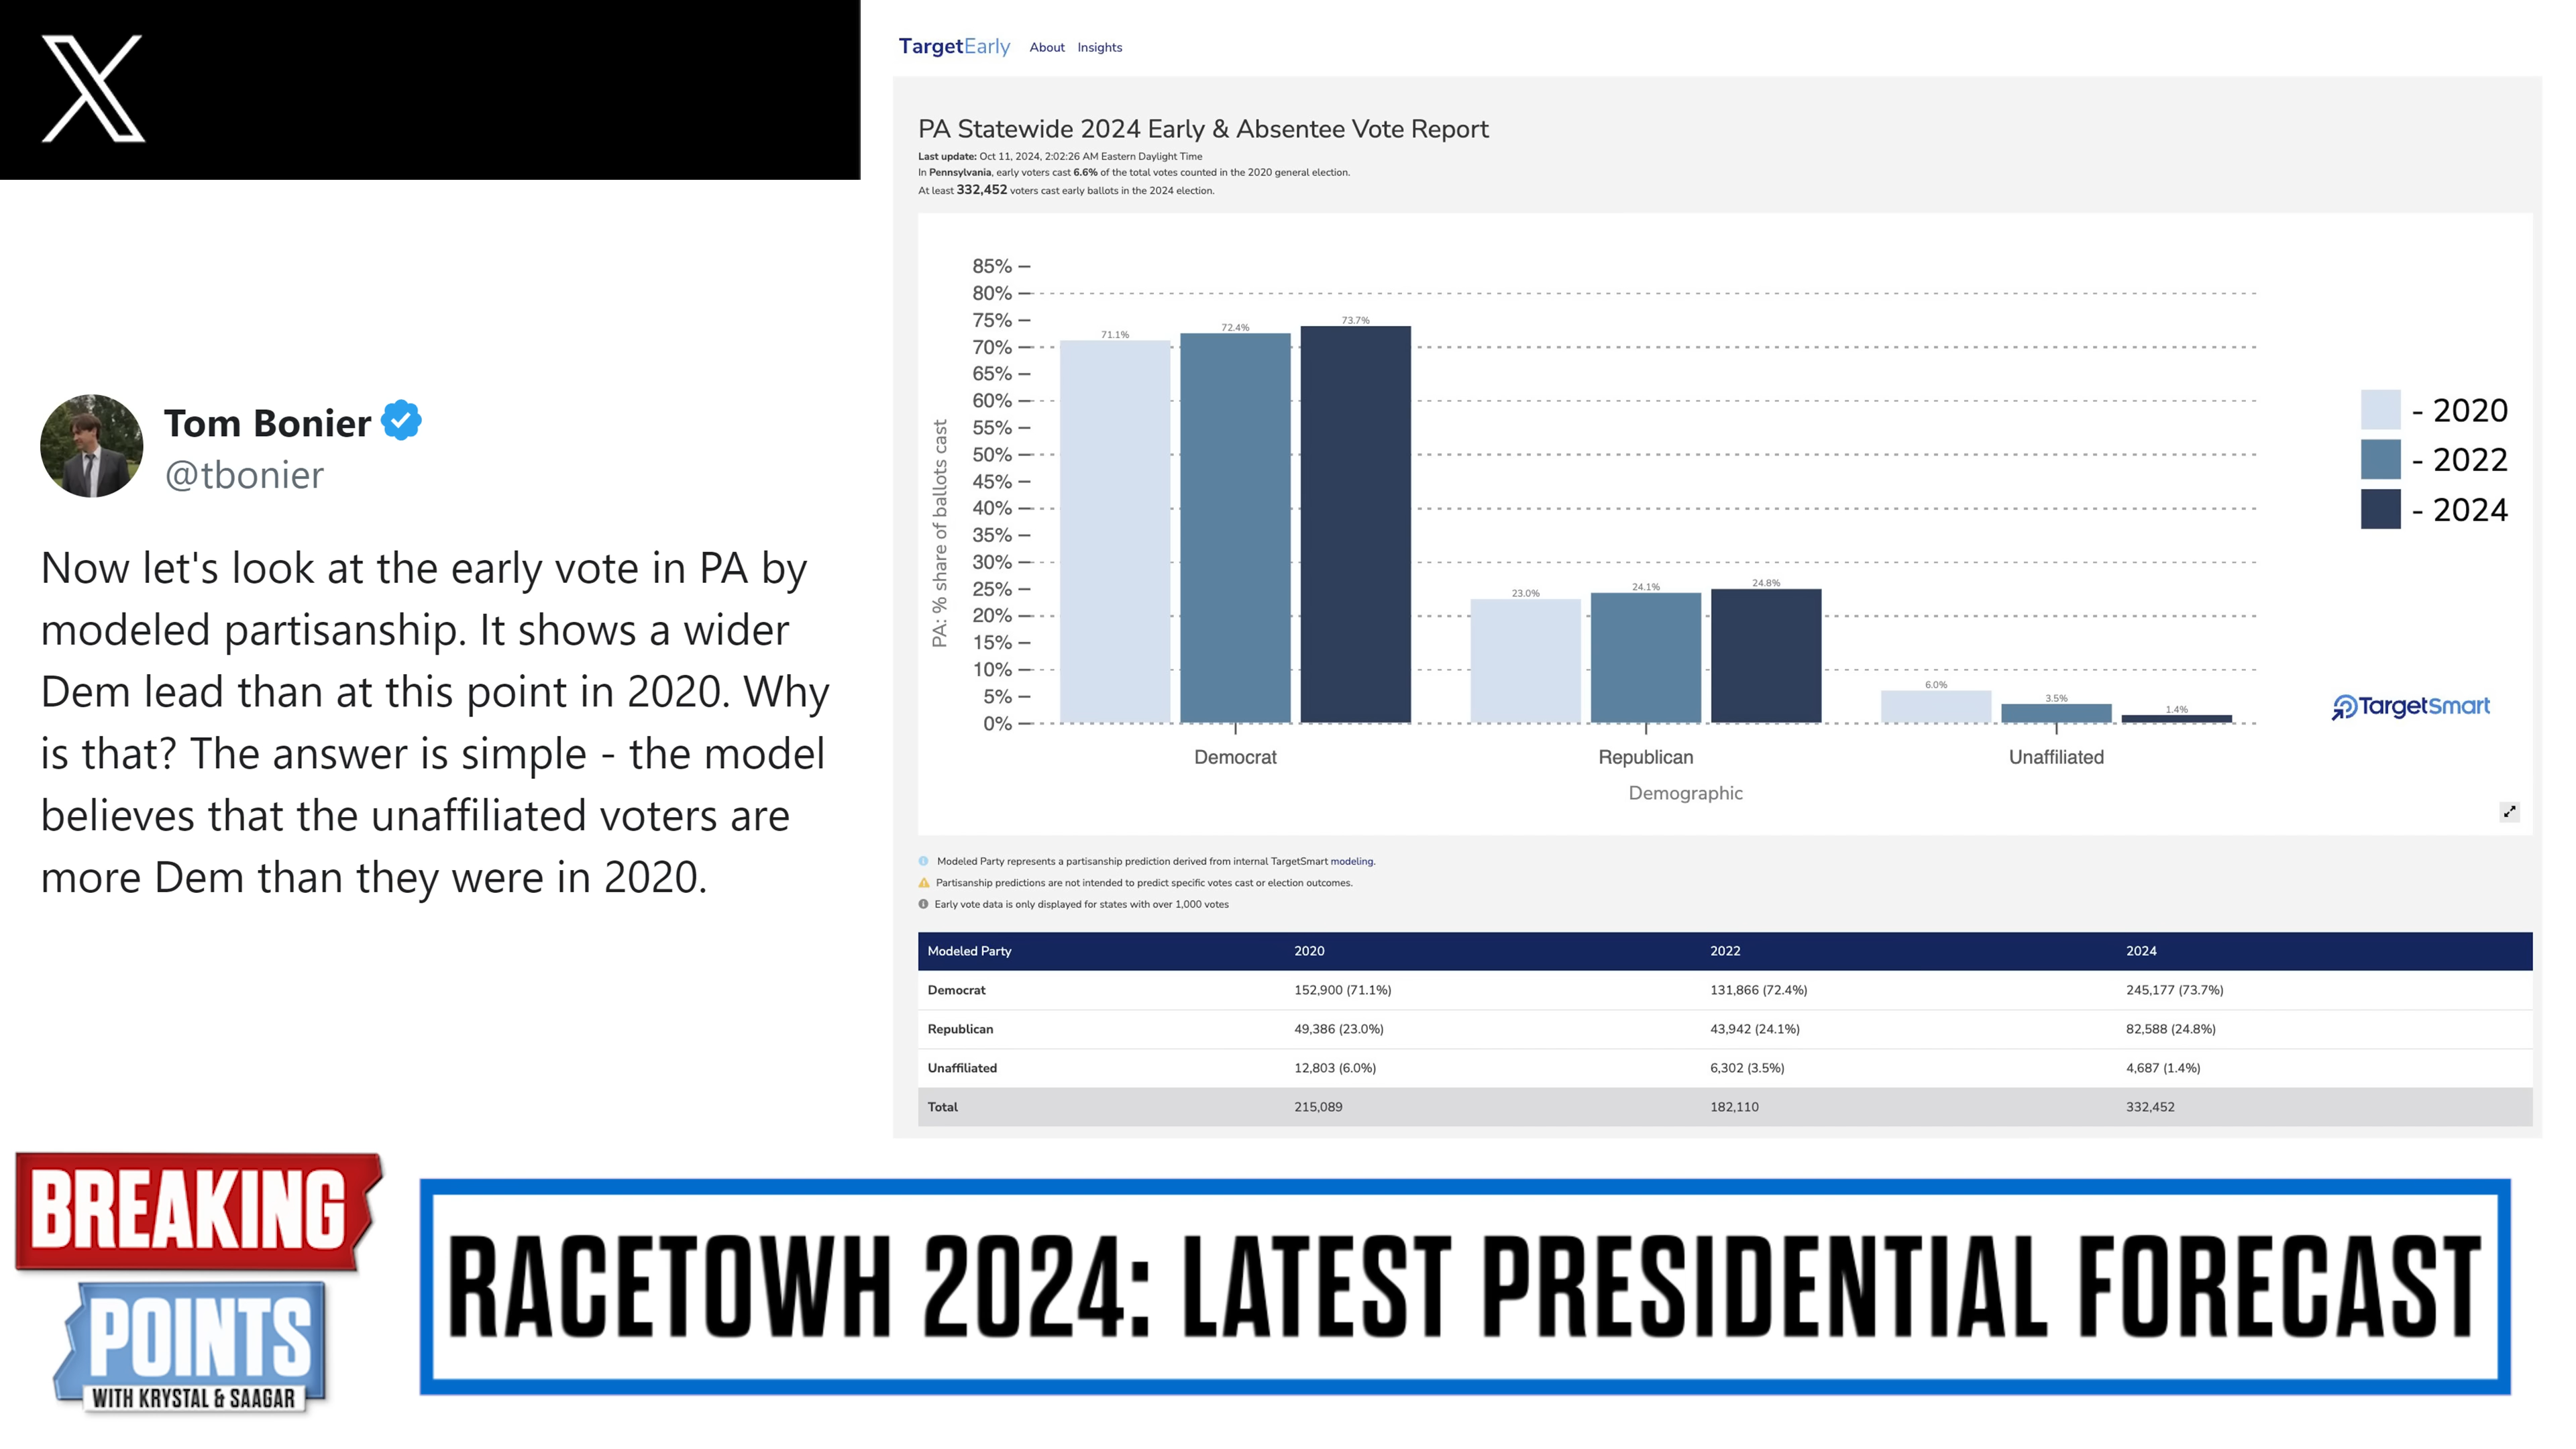 TargetEarly About Insights
PA Statewide 2024 Early & Absentee Vote Report
Last update: Oct 11, 2024, 2:02:26 AM Eastern Daylight Time
In Pennsylvania, early voters cast 6.6% of the total votes counted in the 2020 general election.
At least 332,452 voters cast early ballots in the 2024 election.
Tom Bonier
@tbonier
Now let's look at the early vote in PA by
modeled partisanship. It shows a wider
Dem lead than at this point in 2020. Why
is that? The answer is simple - the model
believes that the unaffiliated voters are
more Dem than they were in 2020.
PA: % share of ballots cast
85%
80%
75%
70%
65%
60%
55%
50%
45%
40%
35%
30%
25%
20%
15%
10%
5%
0%
71.1%
72.4%
73.7%
23.0%
24.1%
24.8%
6.0%
3.5%
1.4%
Democrat
Republican
Unaffiliated
Demographic
- 2020
- 2022
- 2024
TargetSmart
Modeled Party represents a partisanship prediction derived from internal TargetSmart modeling.
Partisanship predictions are not intended to predict specific votes cast or election outcomes.
Early vote data is only displayed for states with over 1,000 votes
Modeled Party 2020 2022 2024
Democrat 152,900 (71.1%) 131,866 (72.4%) 245,177 (73.7%)
Republican 49,386 (23.0%) 43,942 (24.1%) 82,588 (24.8%)
Unaffiliated 12,803 (6.0%) 6,302 (3.5%) 4,687 (1.4%)
Total 215,089 182,110 332,452
BREAKING
POINTS
WITH KRYSTAL & SAAGAR
RACETOWH 2024: LATEST PRESIDENTIAL FORECAST